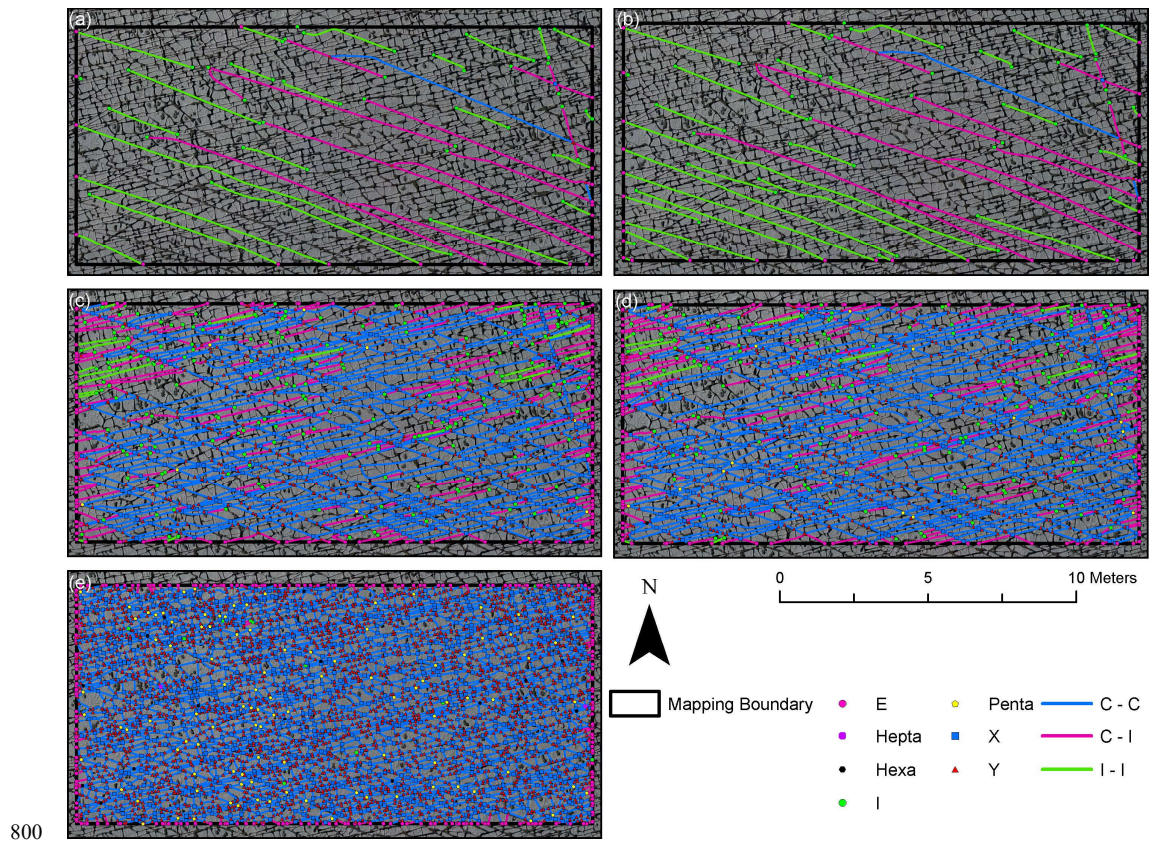 (a)
(b)
(c)
(d)
(e)
N
0 5 10 Meters
Mapping Boundary
E
Hepta
Hexa
I
Penta
X
Y
C - C
C - I
I - I
800